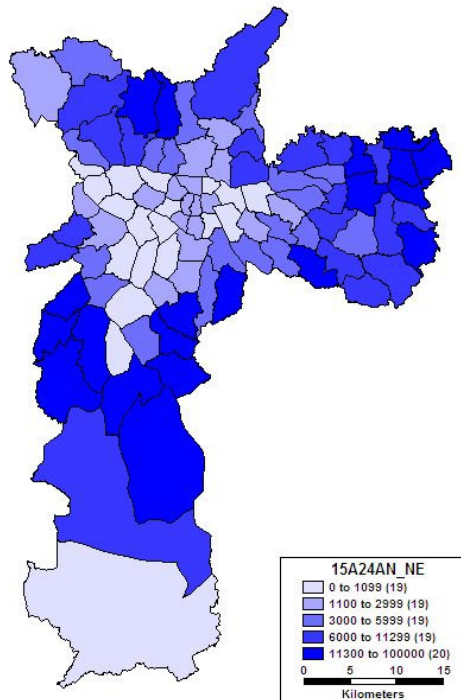 15A24AN_NE
0 to 1099 (19)
1100 to 2999 (19)
3000 to 5999 (19)
6000 to 11299 (19)
11300 to 100000 (20)
0 5 10 15
Kilometers